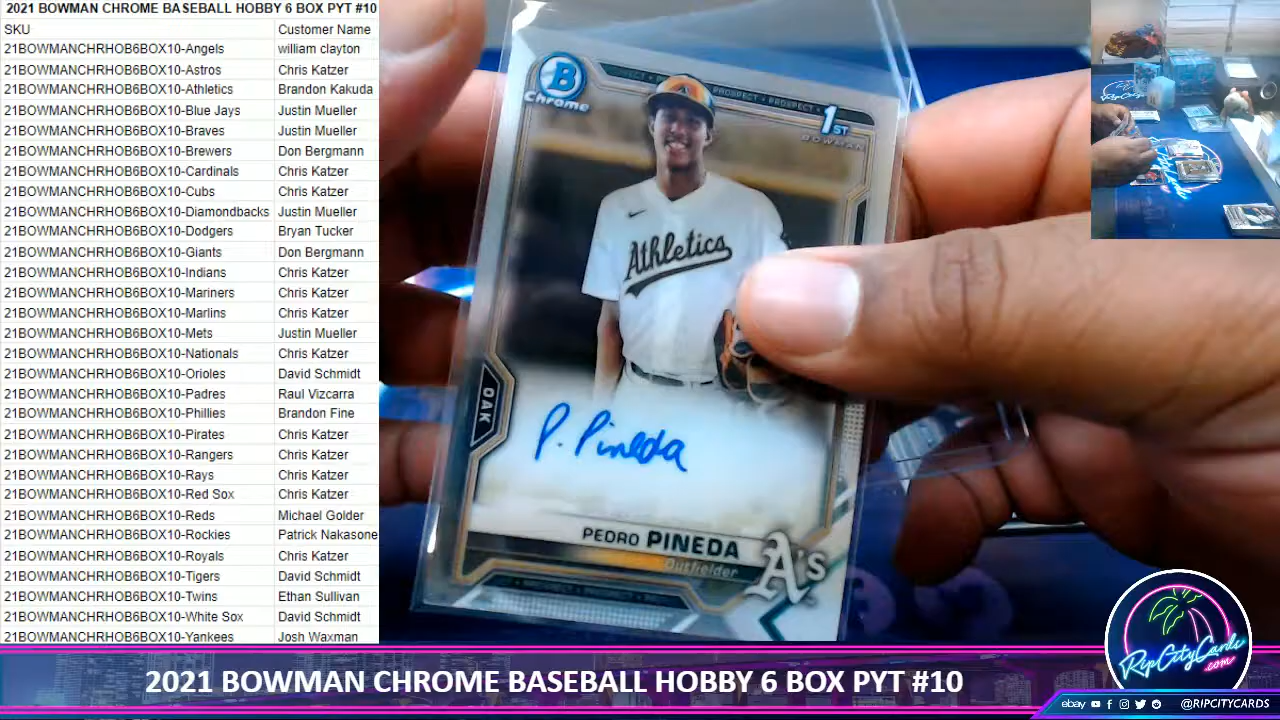 2021 BOWMAN CHROME BASEBALL HOBBY 6 BOX PYT #10
SKU Customer Name
21BOWMANCHRHOB6BOX10-Angels william clayton
21BOWMANCHRHOB6BOX10-Astros Chris Katzer
21BOWMANCHRHOB6BOX10-Athletics Brandon Kakuda
21BOWMANCHRHOB6BOX10-Blue Jays Justin Mueller
21BOWMANCHRHOB6BOX10-Braves Justin Mueller
21BOWMANCHRHOB6BOX10-Brewers Don Bergmann
21BOWMANCHRHOB6BOX10-Cardinals Chris Katzer
21BOWMANCHRHOB6BOX10-Cubs Chris Katzer
21BOWMANCHRHOB6BOX10-Diamondbacks Justin Mueller
21BOWMANCHRHOB6BOX10-Dodgers Bryan Tucker
21BOWMANCHRHOB6BOX10-Giants Don Bergmann
21BOWMANCHRHOB6BOX10-Indians Chris Katzer
21BOWMANCHRHOB6BOX10-Mariners Chris Katzer
21BOWMANCHRHOB6BOX10-Marlins Chris Katzer
21BOWMANCHRHOB6BOX10-Mets Justin Mueller
21BOWMANCHRHOB6BOX10-Nationals Chris Katzer
21BOWMANCHRHOB6BOX10-Orioles David Schmidt
21BOWMANCHRHOB6BOX10-Padres Raul Vizcarra
21BOWMANCHRHOB6BOX10-Phillies Brandon Fine
21BOWMANCHRHOB6BOX10-Pirates Chris Katzer
21BOWMANCHRHOB6BOX10-Rangers Chris Katzer
21BOWMANCHRHOB6BOX10-Rays Chris Katzer
21BOWMANCHRHOB6BOX10-Red Sox Chris Katzer
21BOWMANCHRHOB6BOX10-Reds Michael Golder
21BOWMANCHRHOB6BOX10-Rockies Patrick Nakasone
21BOWMANCHRHOB6BOX10-Royals Chris Katzer
21BOWMANCHRHOB6BOX10-Tigers David Schmidt
21BOWMANCHRHOB6BOX10-Twins Ethan Sullivan
21BOWMANCHRHOB6BOX10-White Sox David Schmidt
21BOWMANCHRHOB6BOX10-Yankees Josh Waxman
B
Chrome
PROSPECT • PROSPECT
1ST
BOWMAN
Athletics
OAK
P. Pineda
PEDRO PINEDA
Outfielder
A's
2021 BOWMAN CHROME BASEBALL HOBBY 6 BOX PYT #10
RipCityCards
.com
ebay @RIPCITYCARDS